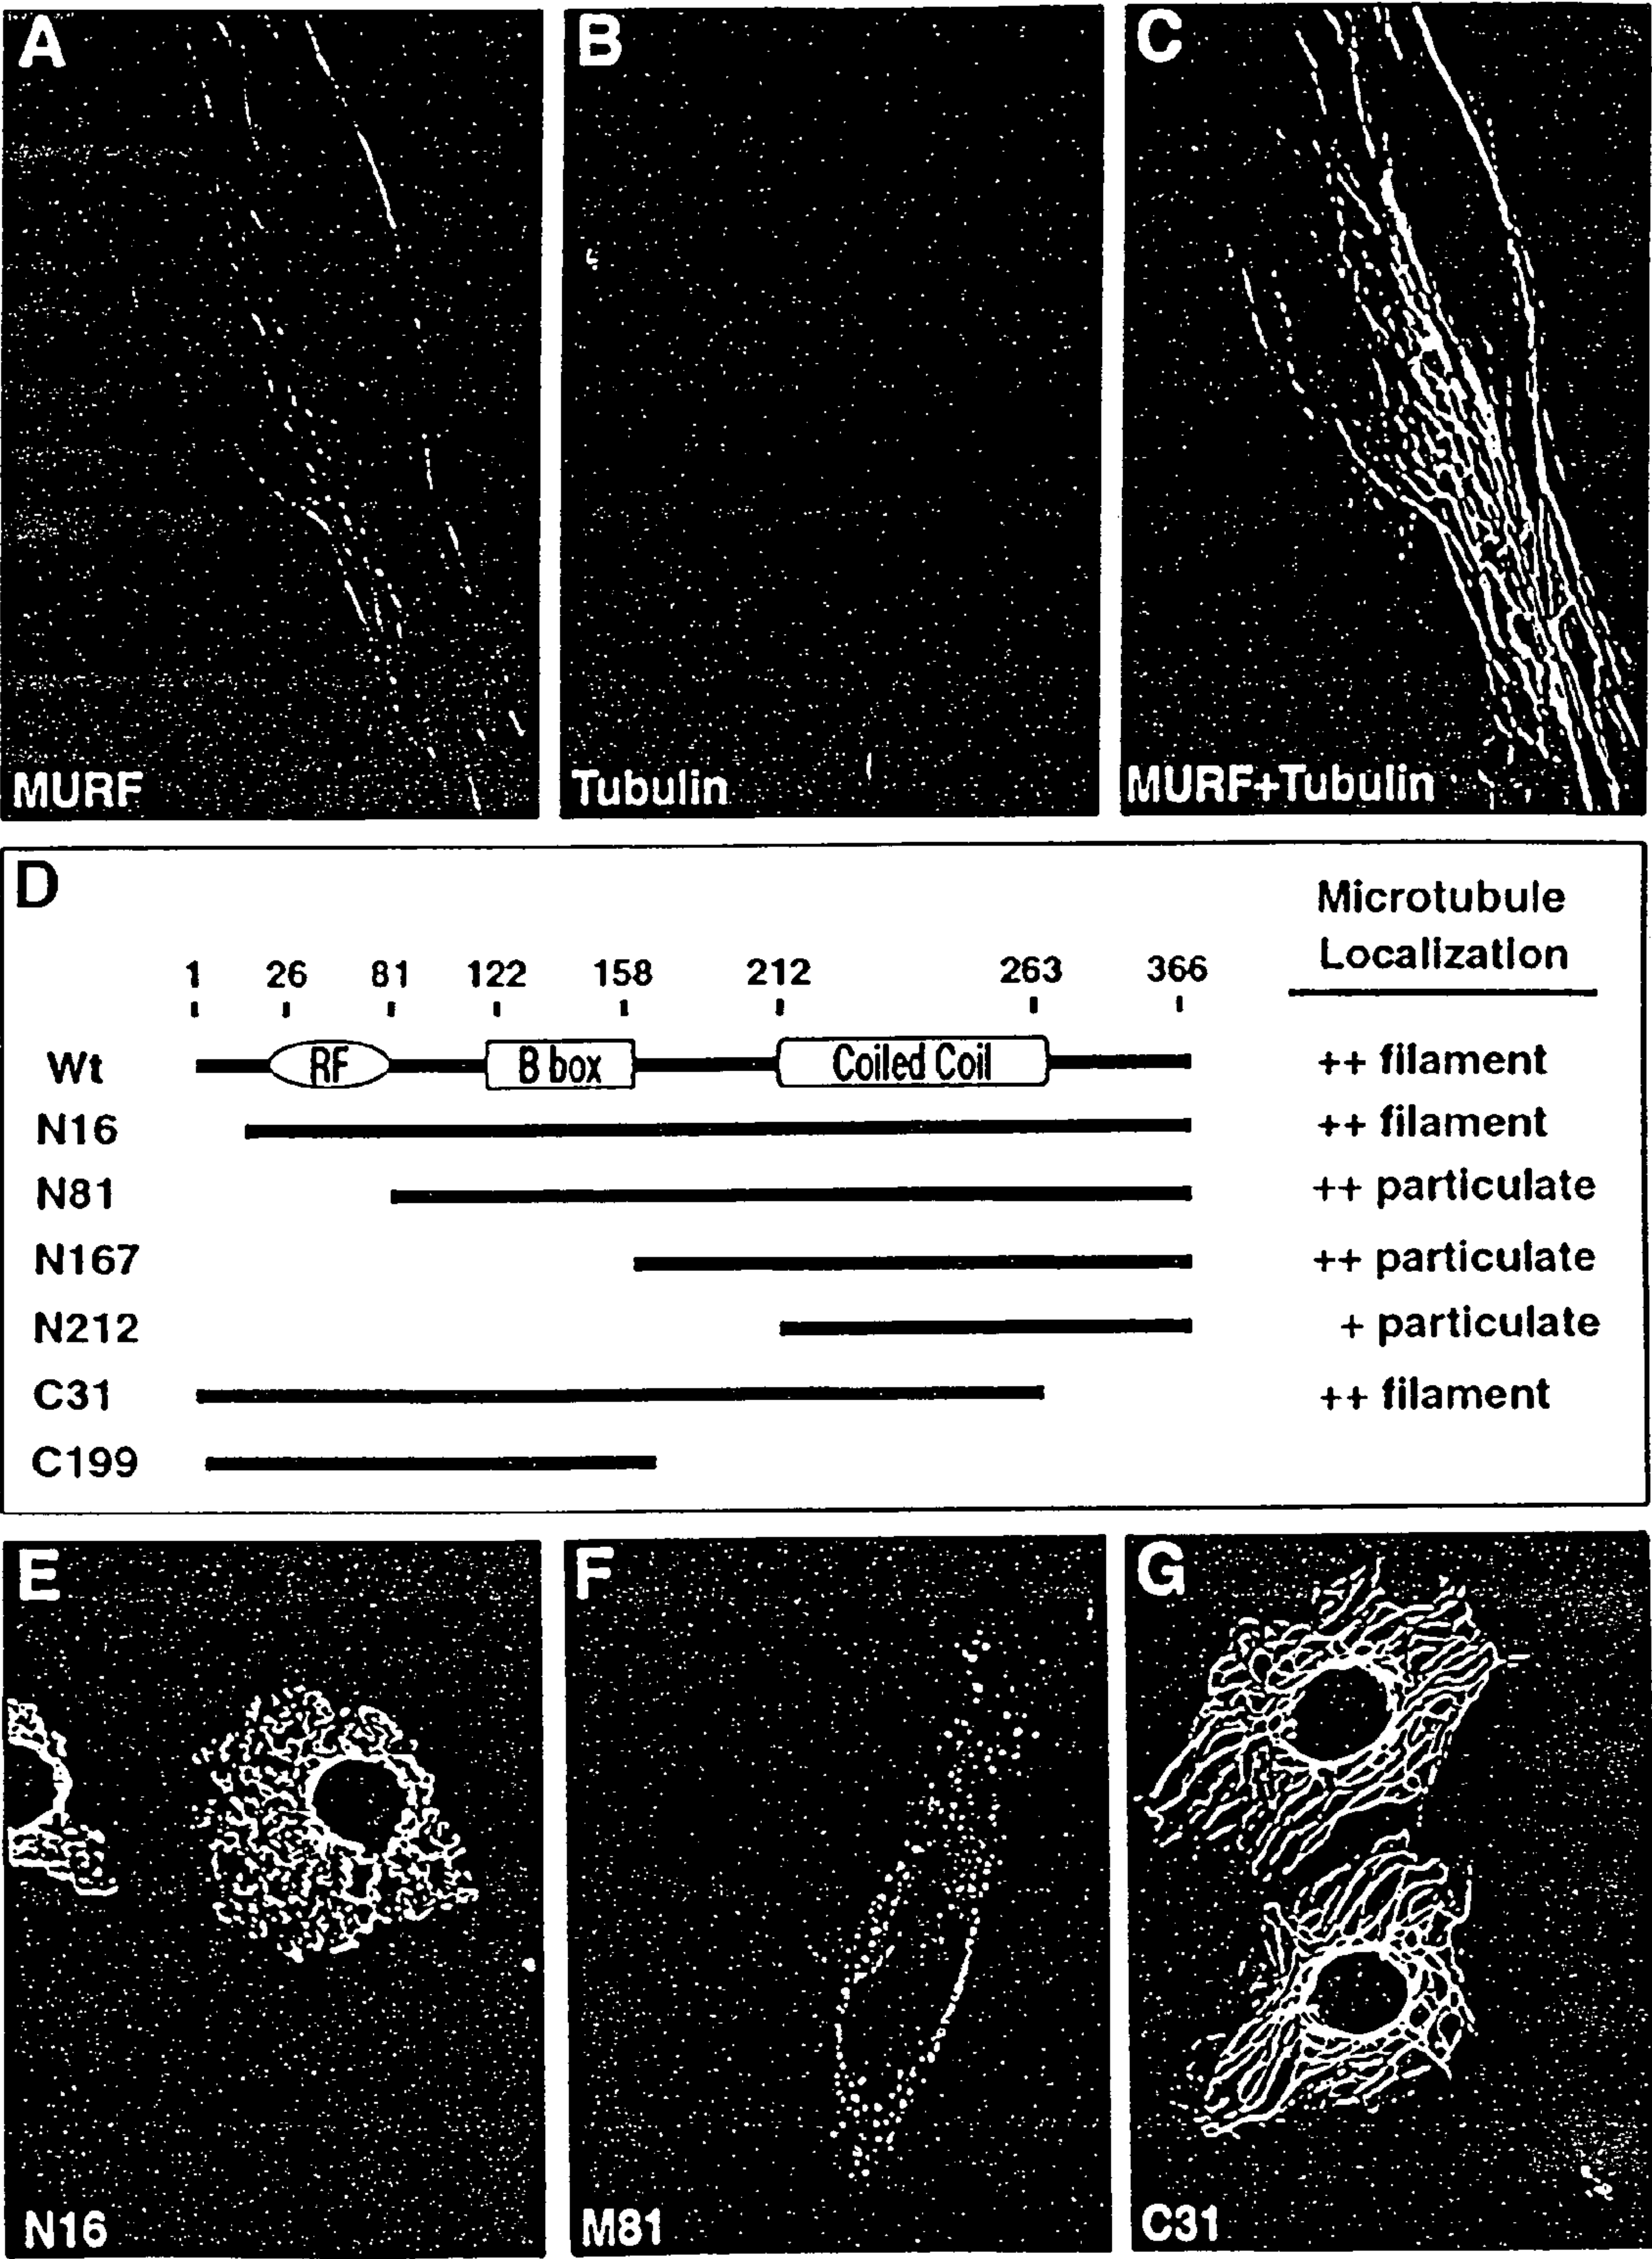 A
B
C
MURF
Tubulin
MURF+Tubulin
D
Microtubule
Localization
1 26 81 122 158 212 263 366
Wt RF B box Coiled Coil ++ filament
N16 ++ filament
N81 ++ particulate
N167 ++ particulate
N212 + particulate
C31 ++ filament
C199
E
F
G
N16
M81
C31